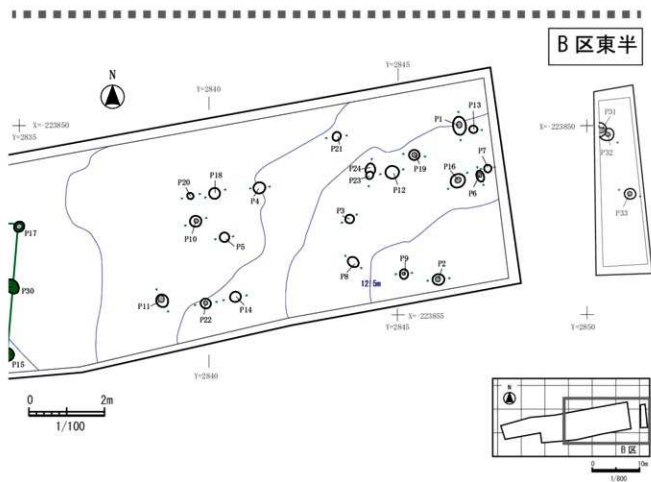 B区東半
N
Y=2845
Y=2840
X=-223850
Y=2835
X=-223850
P1
P13
P31
P32
P21
P24
P23
P19
P12
P16
P7
P6
P20
P18
P4
P33
P17
P10
P5
P3
P30
P8
P9
P2
12.5m
P11
P22
P14
P15
X=-223855
Y=2845
Y=2850
Y=2840
0 2m
1/100
N
B区
0 10m
1/800